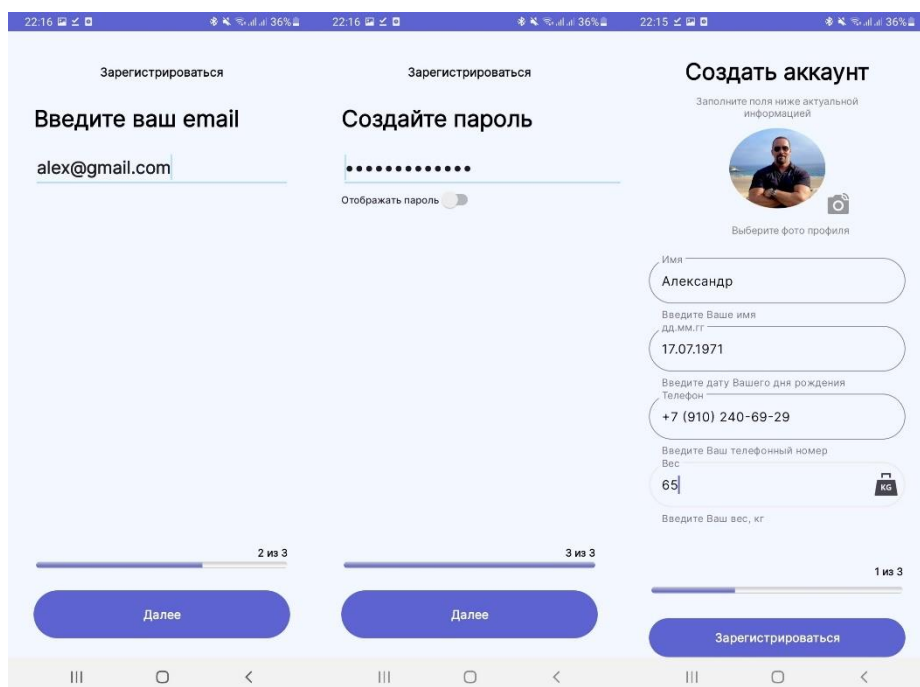 22:16
36%
Зарегистрироваться
Введите ваш email
alex@gmail.com
2 из 3
Далее
22:16
36%
Зарегистрироваться
Создайте пароль
•••••••••••••
Отображать пароль
3 из 3
Далее
22:15
36%
Создать аккаунт
Заполните поля ниже актуальной
информацией
Выберите фото профиля
Имя
Александр
Введите Ваше имя
дд.мм.гг
17.07.1971
Введите дату Вашего дня рождения
Телефон
+7 (910) 240-69-29
Введите Ваш телефонный номер
Вес
65
KG
Введите Ваш вес, кг
1 из 3
Зарегистрироваться